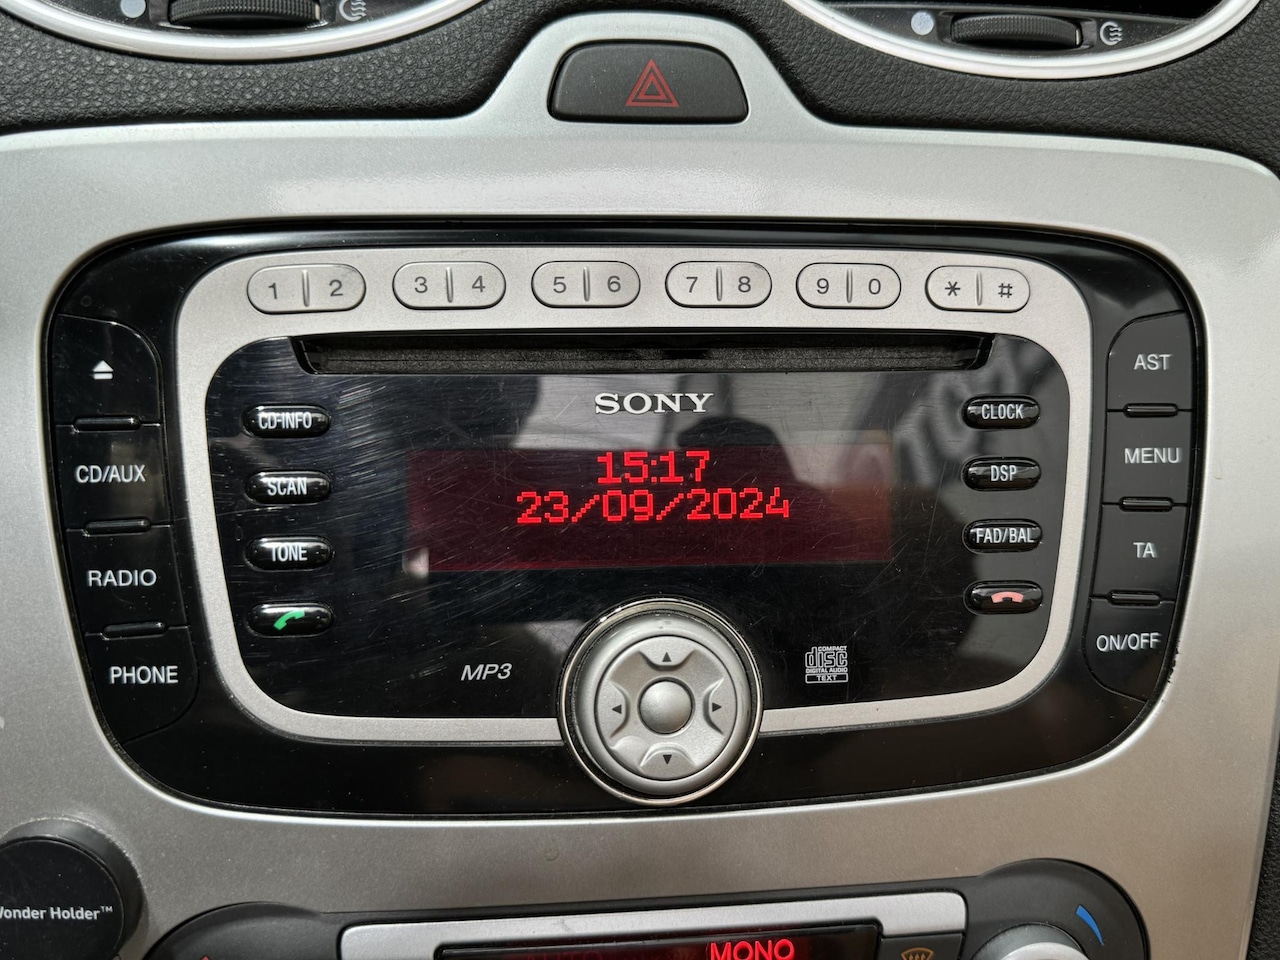 1 2 3 4 5 6 7 8 9 0 * #
SONY
15:17
23/09/2024
CD-INFO
SCAN
TONE
CLOCK
DSP
FAD/BAL
CD/AUX
RADIO
PHONE
AST
MENU
TA
ON/OFF
MP3
COMPACT
disc
DIGITAL AUDIO
TEXT
Wonder Holder™
MONO